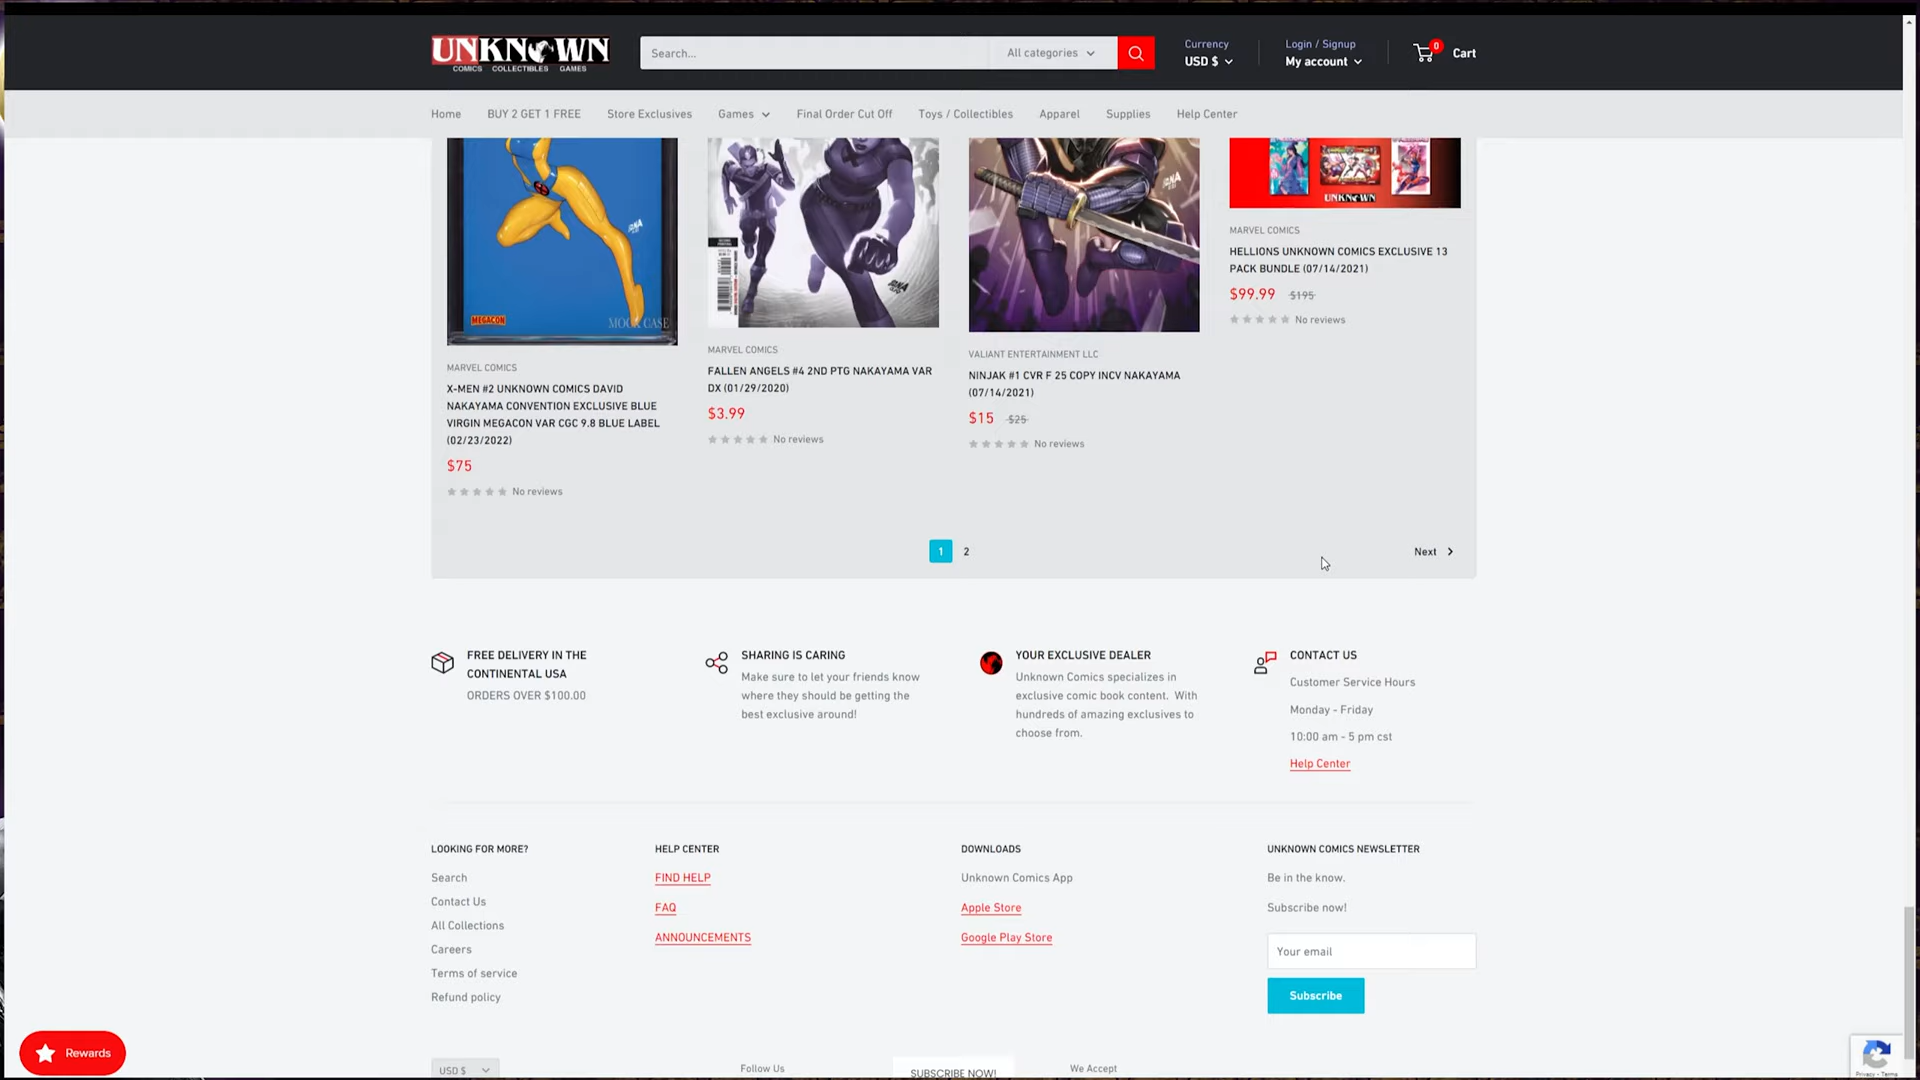 UNKNOWN
COMICS COLLECTIBLES GAMES
Search...
All categories
Currency
USD $
Login / Signup
My account
0
Cart
Home
BUY 2 GET 1 FREE
Store Exclusives
Games
Final Order Cut Off
Toys / Collectibles
Apparel
Supplies
Help Center
MEGACON
MOCK CASE
MARVEL COMICS
X-MEN #2 UNKNOWN COMICS DAVID
NAKAYAMA CONVENTION EXCLUSIVE BLUE
VIRGIN MEGACON VAR CGC 9.8 BLUE LABEL
(02/23/2022)
$75
No reviews
MARVEL COMICS
FALLEN ANGELS #4 2ND PTG NAKAYAMA VAR
DX (01/29/2020)
$3.99
No reviews
VALIANT ENTERTAINMENT LLC
NINJAK #1 CVR F 25 COPY INCV NAKAYAMA
(07/14/2021)
$15 $25
No reviews
UNKNOWN
MARVEL COMICS
HELLIONS UNKNOWN COMICS EXCLUSIVE 13
PACK BUNDLE (07/14/2021)
$99.99 $195
No reviews
1 2
Next
FREE DELIVERY IN THE
CONTINENTAL USA
ORDERS OVER $100.00
SHARING IS CARING
Make sure to let your friends know
where they should be getting the
best exclusive around!
YOUR EXCLUSIVE DEALER
Unknown Comics specializes in
exclusive comic book content. With
hundreds of amazing exclusives to
choose from.
CONTACT US
Customer Service Hours
Monday - Friday
10:00 am - 5 pm cst
Help Center
LOOKING FOR MORE?
Search
Contact Us
All Collections
Careers
Terms of service
Refund policy
HELP CENTER
FIND HELP
FAQ
ANNOUNCEMENTS
DOWNLOADS
Unknown Comics App
Apple Store
Google Play Store
UNKNOWN COMICS NEWSLETTER
Be in the know.
Subscribe now!
Your email
Subscribe
Rewards
USD $
Follow Us
SUBSCRIBE NOW!
We Accept
Privacy - Terms